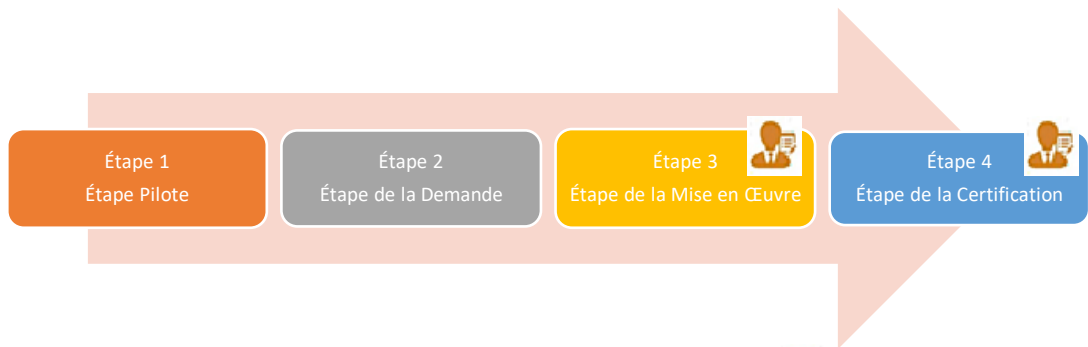 Étape 1
Étape Pilote
Étape 2
Étape de la Demande
Étape 3
Étape de la Mise en Œuvre
Étape 4
Étape de la Certification